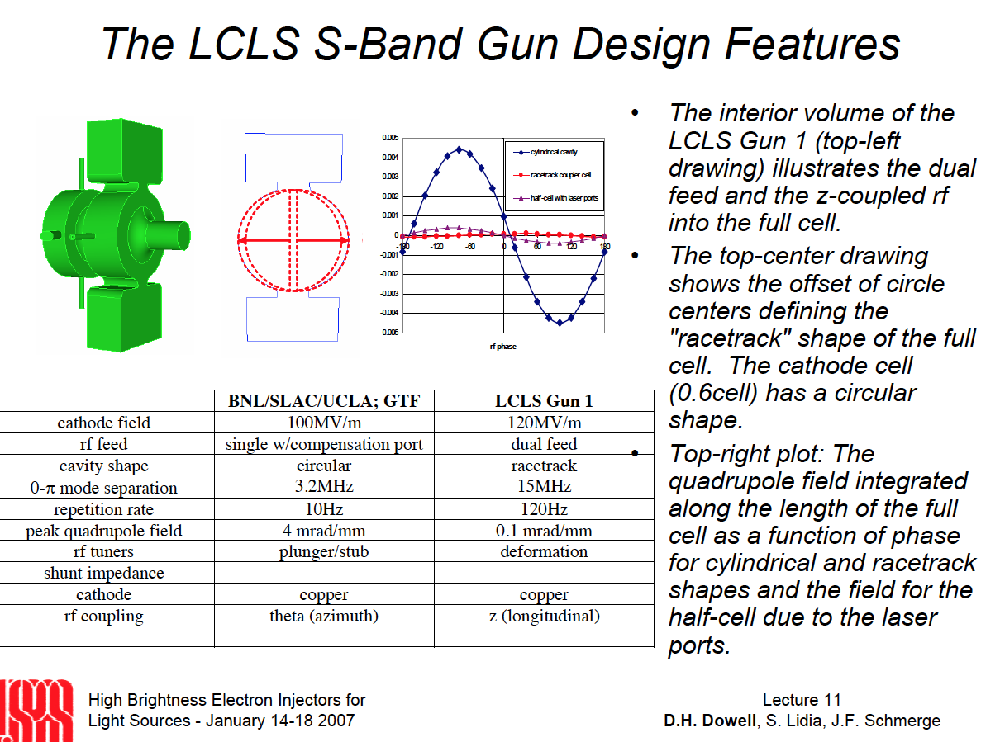 The LCLS S-Band Gun Design Features
0.005
0.004
0.003
0.002
0.001
0
-0.001
-0.002
-0.003
-0.004
-0.005
-180 -120 -60 0 60 120 180
rf phase
cylindrical cavity
racetrack coupler cell
half-cell with laser ports
• The interior volume of the
LCLS Gun 1 (top-left
drawing) illustrates the dual
feed and the z-coupled rf
into the full cell.
• The top-center drawing
shows the offset of circle
centers defining the
"racetrack" shape of the full
cell. The cathode cell
(0.6cell) has a circular
shape.
• Top-right plot: The
quadrupole field integrated
along the length of the full
cell as a function of phase
for cylindrical and racetrack
shapes and the field for the
half-cell due to the laser
ports.
BNL/SLAC/UCLA; GTF LCLS Gun 1
cathode field 100MV/m 120MV/m
rf feed single w/compensation port dual feed
cavity shape circular racetrack
0-π mode separation 3.2MHz 15MHz
repetition rate 10Hz 120Hz
peak quadrupole field 4 mrad/mm 0.1 mrad/mm
rf tuners plunger/stub deformation
shunt impedance
cathode copper copper
rf coupling theta (azimuth) z (longitudinal)
High Brightness Electron Injectors for
Light Sources - January 14-18 2007
Lecture 11
D.H. Dowell, S. Lidia, J.F. Schmerge